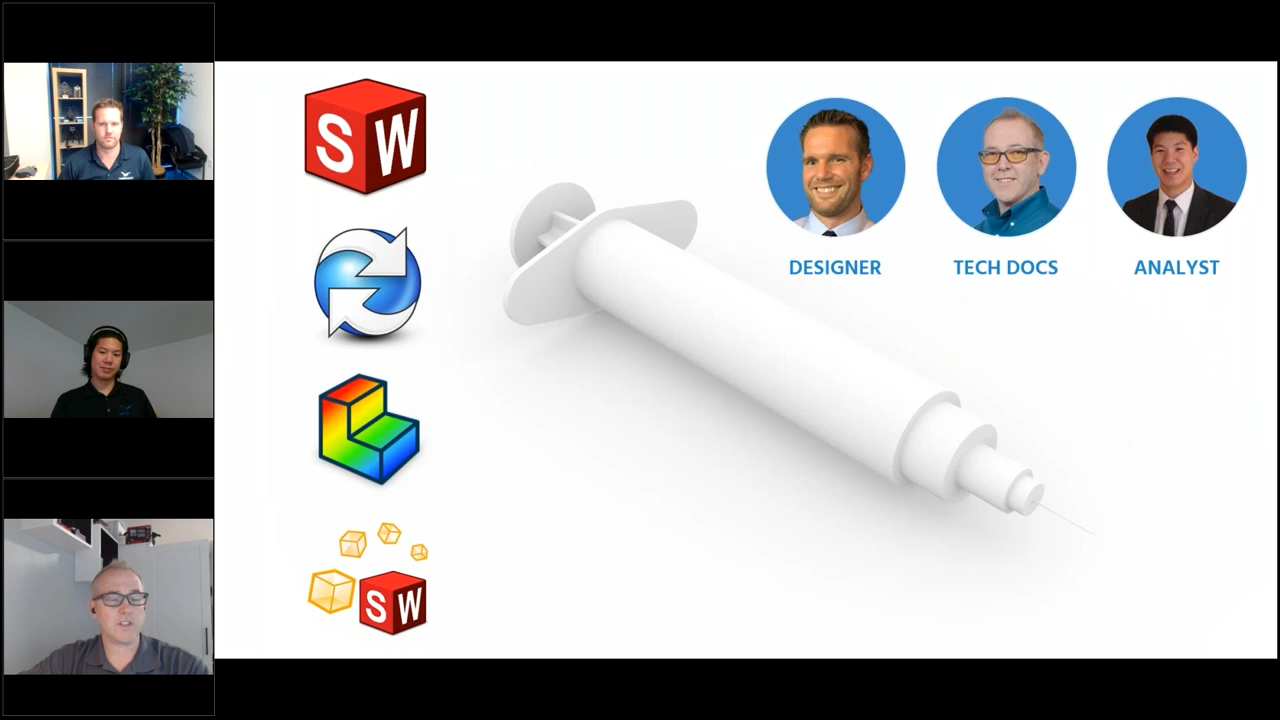 SW
DESIGNER
TECH DOCS
ANALYST
SW